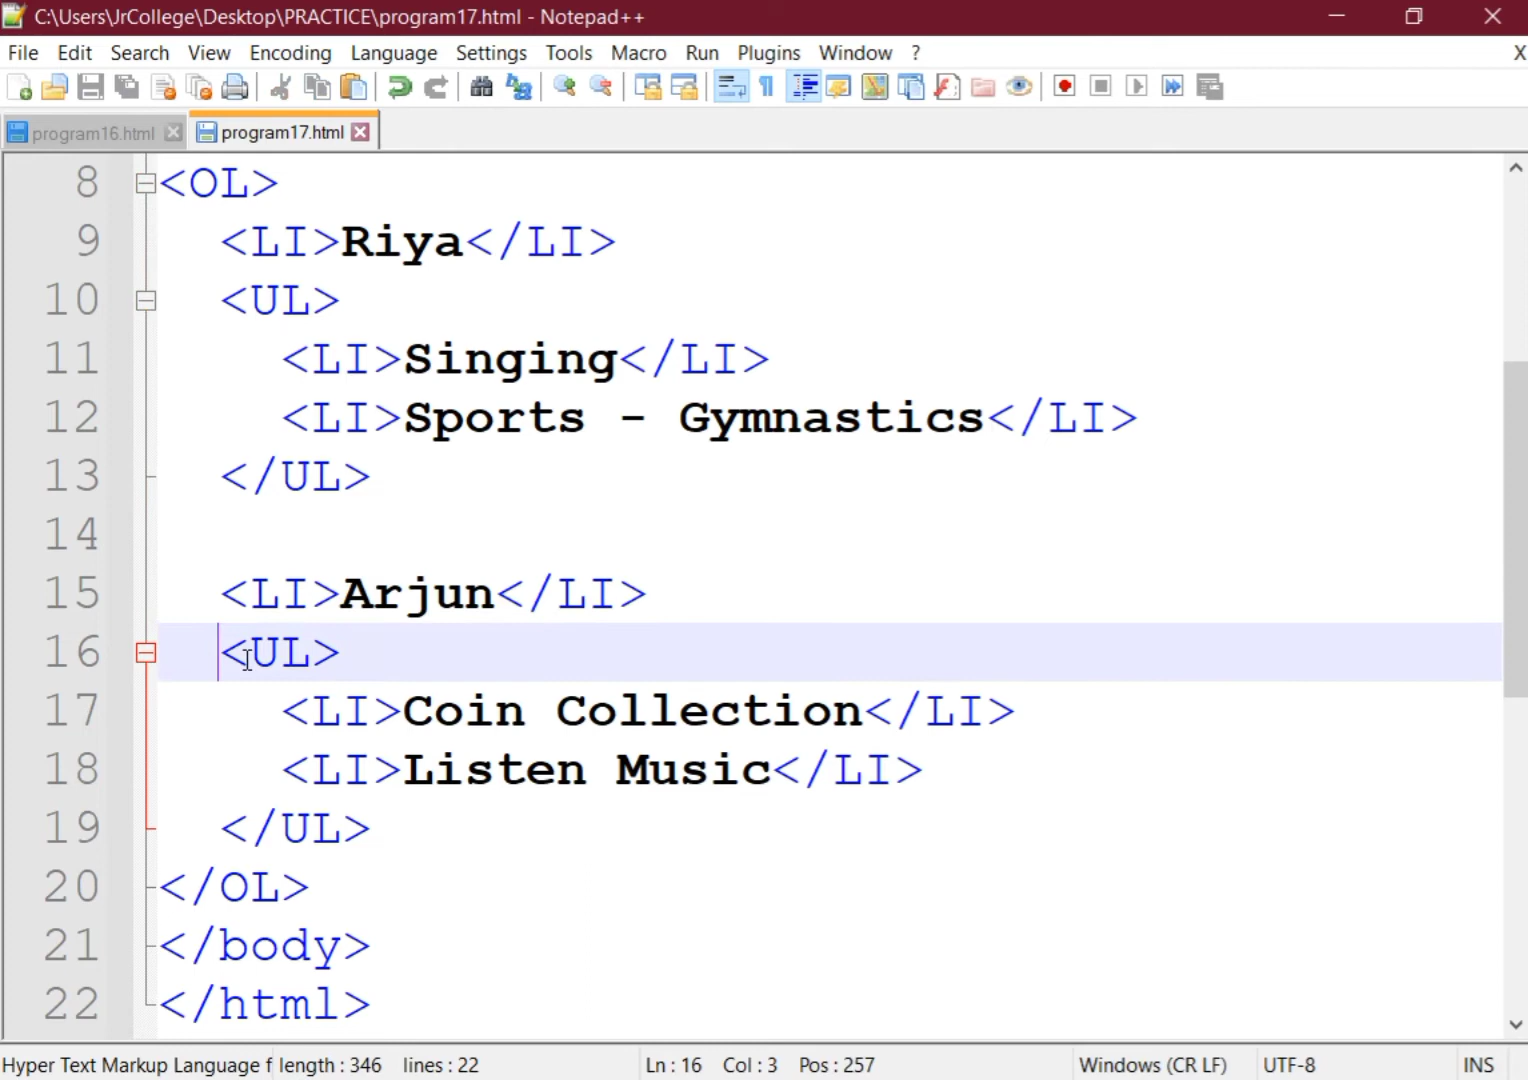 C:\Users\JrCollege\Desktop\PRACTICE\program17.html - Notepad++
File Edit Search View Encoding Language Settings Tools Macro Run Plugins Window ? X
program16.html program17.html
8 <OL>
9 <LI>Riya</LI>
10 <UL>
11 <LI>Singing</LI>
12 <LI>Sports - Gymnastics</LI>
13 </UL>
14
15 <LI>Arjun</LI>
16 <UL>
17 <LI>Coin Collection</LI>
18 <LI>Listen Music</LI>
19 </UL>
20 </OL>
21 </body>
22 </html>
Hyper Text Markup Language f length : 346 lines : 22 Ln : 16 Col : 3 Pos : 257 Windows (CR LF) UTF-8 INS